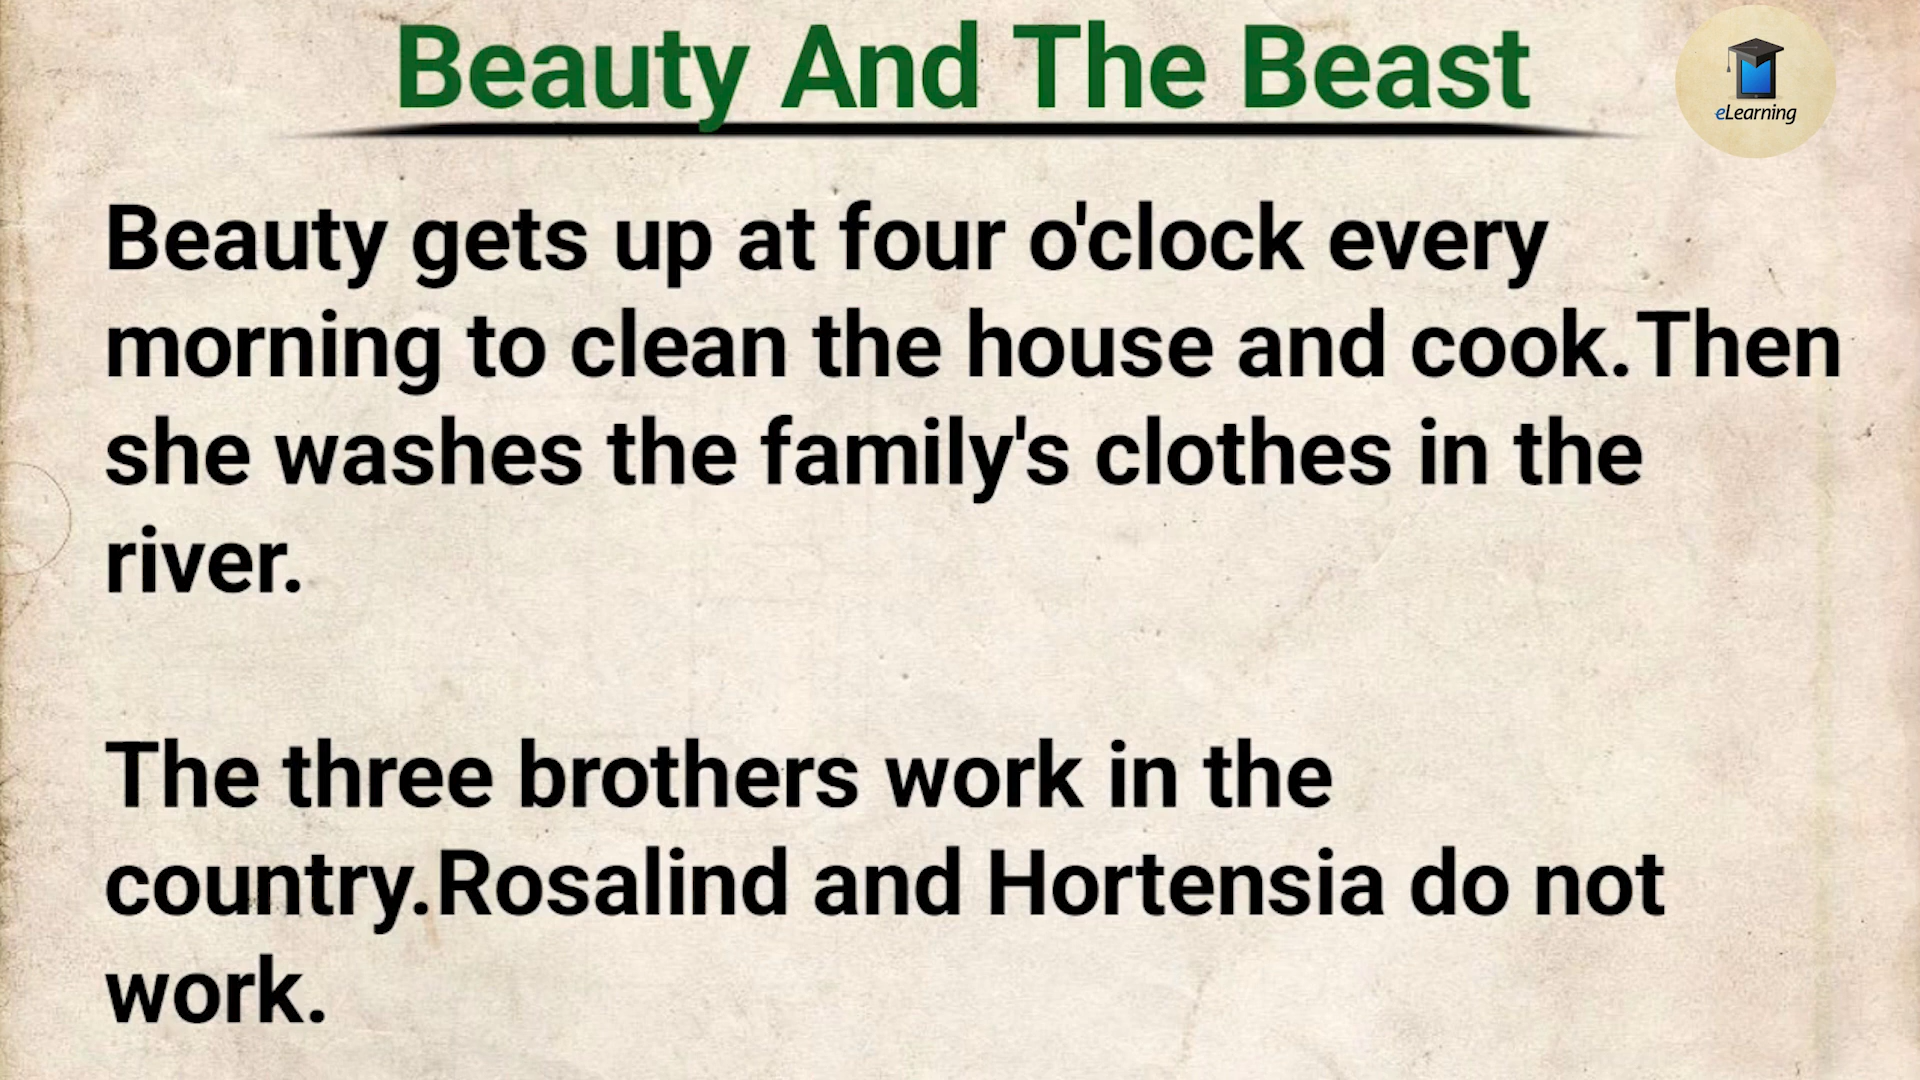 Beauty And The Beast
eLearning
Beauty gets up at four o'clock every
morning to clean the house and cook.Then
she washes the family's clothes in the
river.
The three brothers work in the
country.Rosalind and Hortensia do not
work.